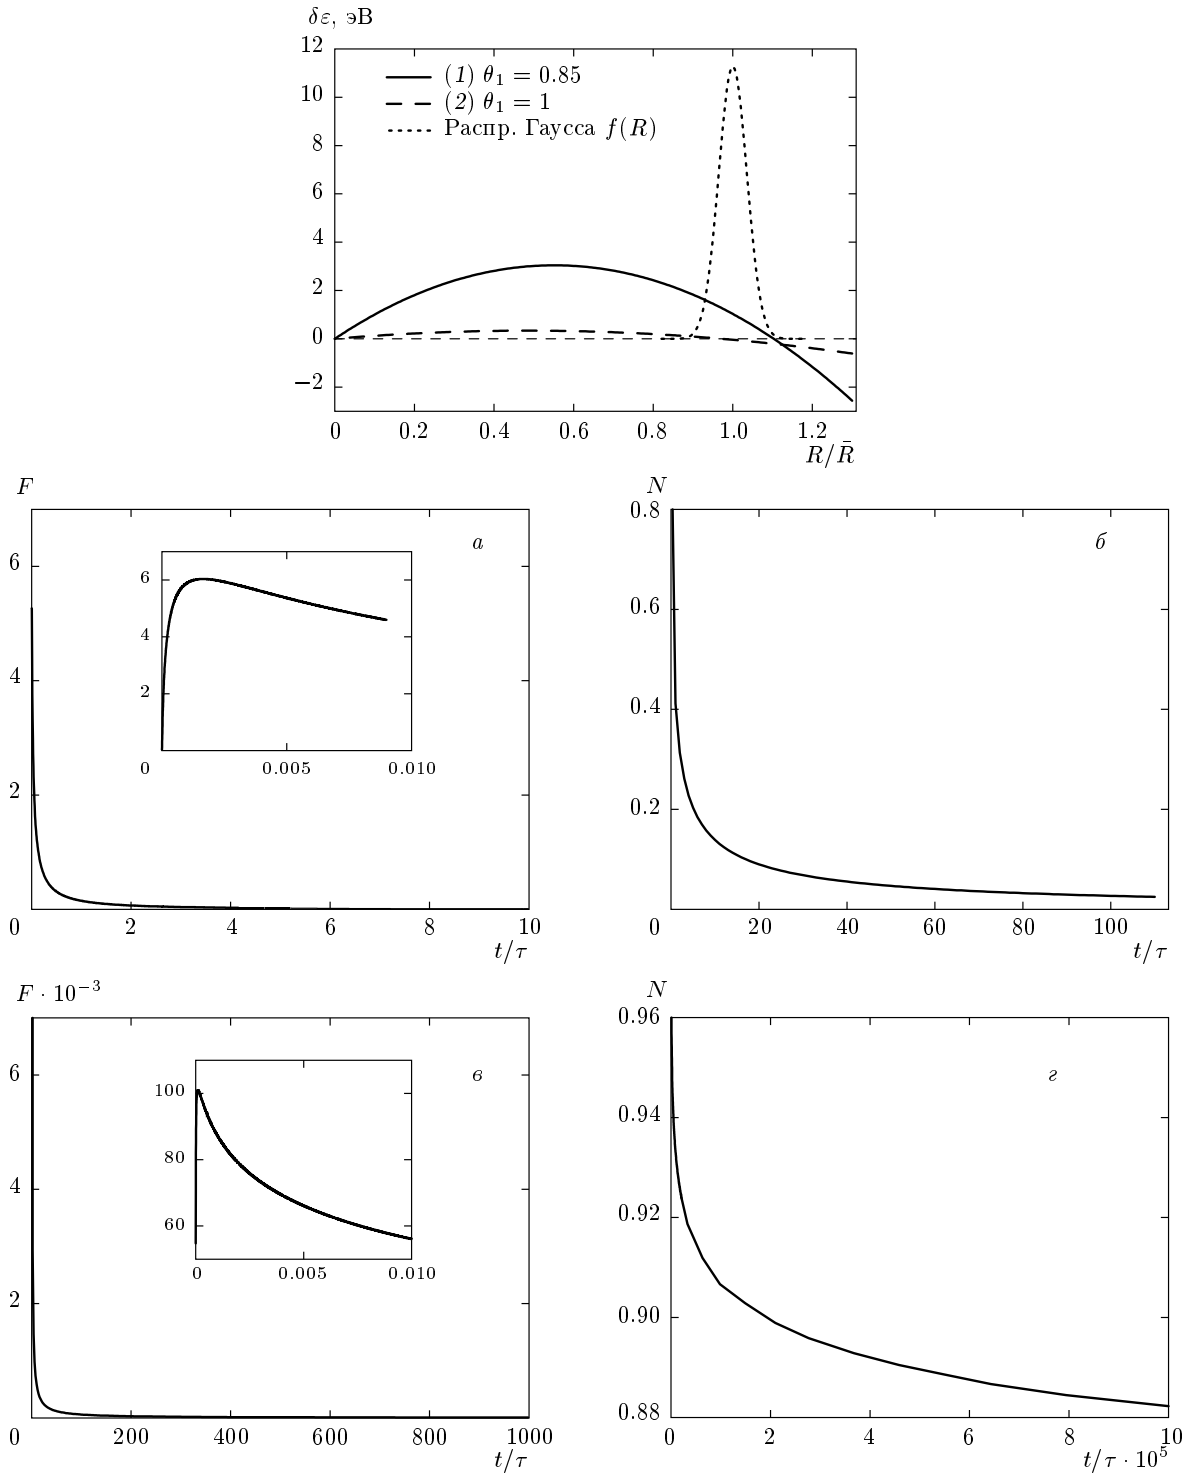 δε, эВ
12
10
8
6
4
2
0
−2
(1) θ₁ = 0.85
(2) θ₁ = 1
Распр. Гаусса f(R)
0 0.2 0.4 0.6 0.8 1.0 1.2
R/R̄
F
6
4
2
0 2 4 6 8 10
t/τ
а
6
4
2
0 0.005 0.010
N
0.8
0.6
0.4
0.2
0 20 40 60 80 100
t/τ
б
F · 10⁻³
6
4
2
0 200 400 600 800 1000
t/τ
в
100
80
60
0 0.005 0.010
N
0.96
0.94
0.92
0.90
0.88
0 2 4 6 8 10
t/τ · 10⁵
г